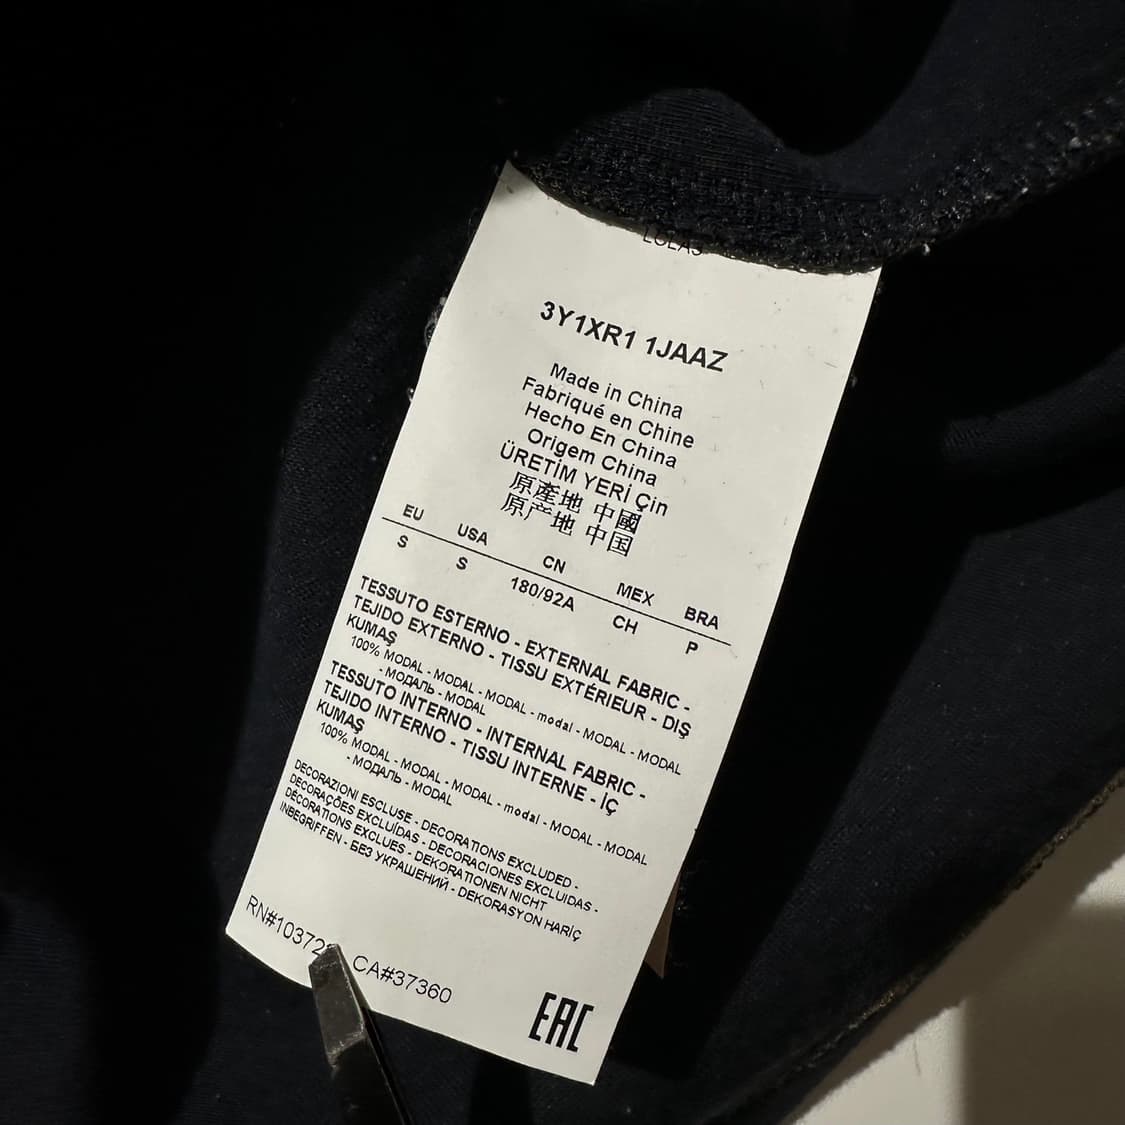 3Y1XR1 1JAAZ
Made in China
Fabriqué en Chine
Hecho En China
Origem China
ÜRETİM YERİ Çin
原產地 中國
原产地 中国
EU USA CN MEX BRA
S S 180/92A CH P
TESSUTO ESTERNO - EXTERNAL FABRIC -
TEJIDO EXTERNO - TISSU EXTÉRIEUR - DIŞ
KUMAŞ
100% MODAL - MODAL - MODAL - modal - MODAL - MODAL
- МОДАЛЬ - MODAL
TESSUTO INTERNO - INTERNAL FABRIC -
TEJIDO INTERNO - TISSU INTERNE - İÇ
KUMAŞ
100% MODAL - MODAL - MODAL - modal - MODAL - MODAL
- МОДАЛЬ - MODAL
DECORAZIONI ESCLUSE - DECORATIONS EXCLUDED -
DECORAÇÕES EXCLUÍDAS - DECORACIONES EXCLUIDAS -
DÉCORATIONS EXCLUES - DEKORATIONEN NICHT
INBEGRIFFEN - БЕЗ УКРАШЕНИЙ - DEKORASYON HARİÇ
CA#37360
EAC